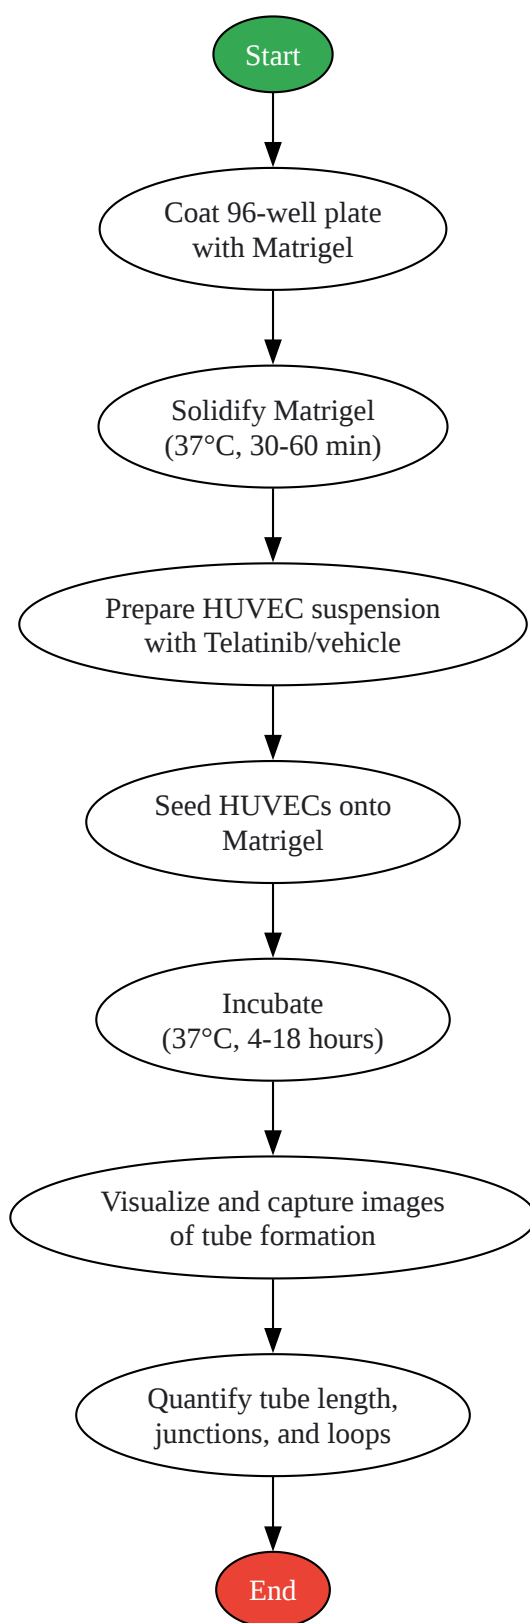 Start
Coat 96-well plate
with Matrigel
Solidify Matrigel
(37°C, 30-60 min)
Prepare HUVEC suspension
with Telatinib/vehicle
Seed HUVECs onto
Matrigel
Incubate
(37°C, 4-18 hours)
Visualize and capture images
of tube formation
Quantify tube length,
junctions, and loops
End